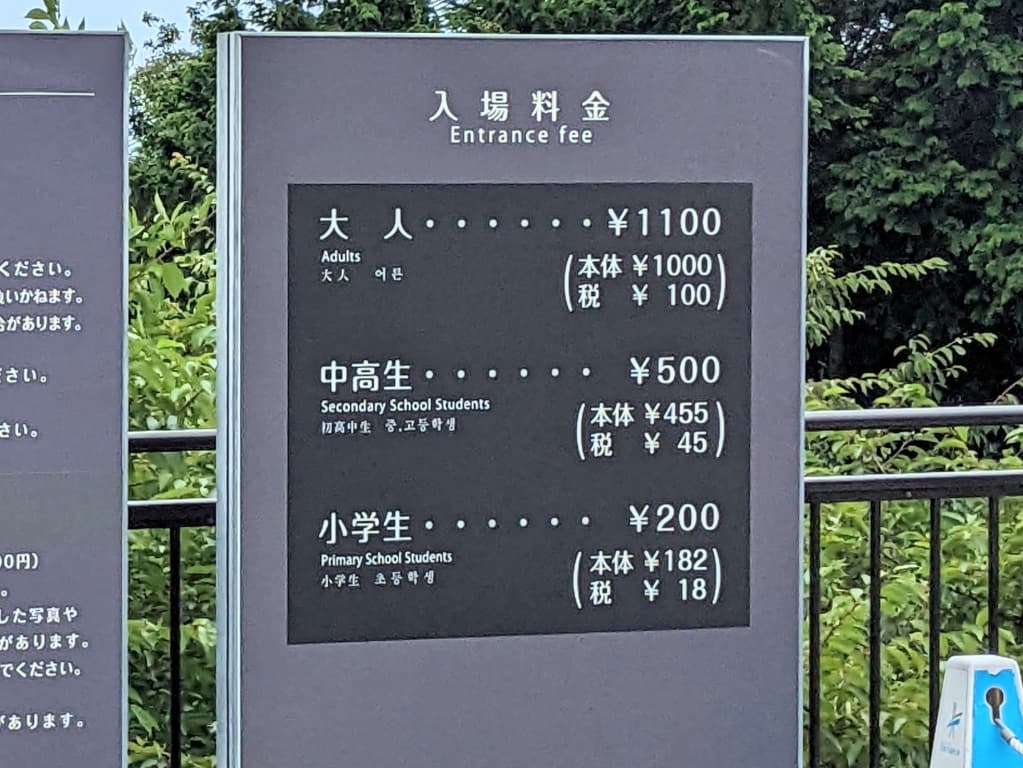 ください。
負いかねます。
合があります。
ださい。
さい。
00円)
。
した写真や
があります。
でください。
があります。
入場料金
Entrance fee
大 人・・・・・・¥1100
Adults
大人 어른
(本体 ¥1000
税 ¥ 100)
中高生・・・・・・ ¥500
Secondary School Students
初高中生 중,고등학생
(本体 ¥455
税 ¥ 45)
小学生・・・・・・ ¥200
Primary School Students
小学生 초등학생
(本体 ¥182
税 ¥ 18)